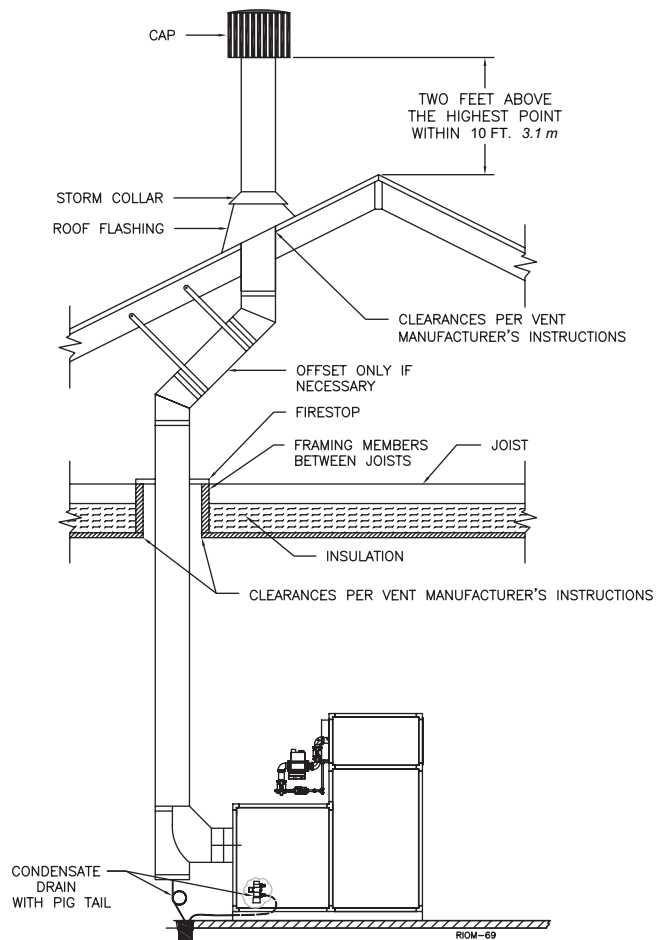 CAP
TWO FEET ABOVE
THE HIGHEST POINT
WITHIN 10 FT. 3.1 m
STORM COLLAR
ROOF FLASHING
CLEARANCES PER VENT
MANUFACTURER'S INSTRUCTIONS
OFFSET ONLY IF
NECESSARY
FIRESTOP
FRAMING MEMBERS
BETWEEN JOISTS
JOIST
INSULATION
CLEARANCES PER VENT MANUFACTURER'S INSTRUCTIONS
CONDENSATE
DRAIN
WITH PIG TAIL
RIOM-69